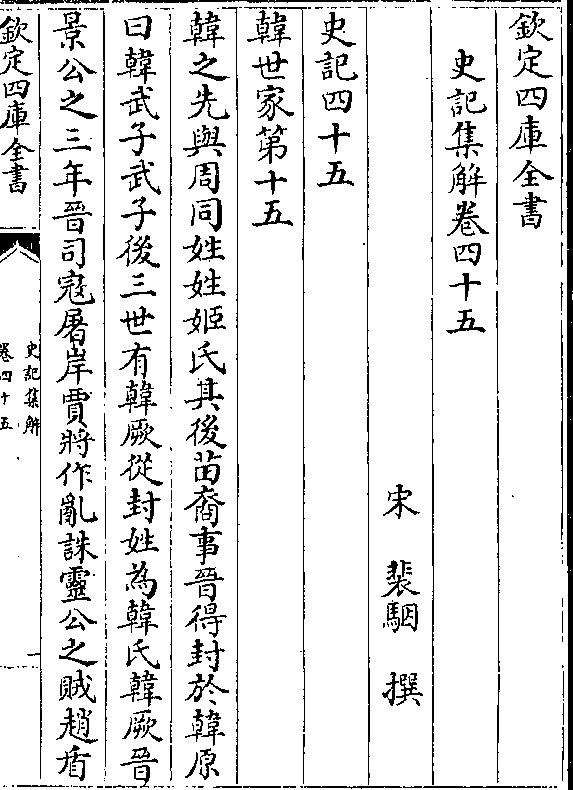 欽定四庫全書
史記集解卷四十五
宋 裴駰 撰
史記四十五
韓世家第十五
韓之先與周同姓姓姬氏其後苗裔事晉得封於韓原
曰韓武子武子後三世有韓厥從封姓為韓氏韓厥晉
景公之三年晉司寇屠岸賈將作亂誅靈公之賊趙盾
欽定四庫全書
史記集解
卷四十五
一